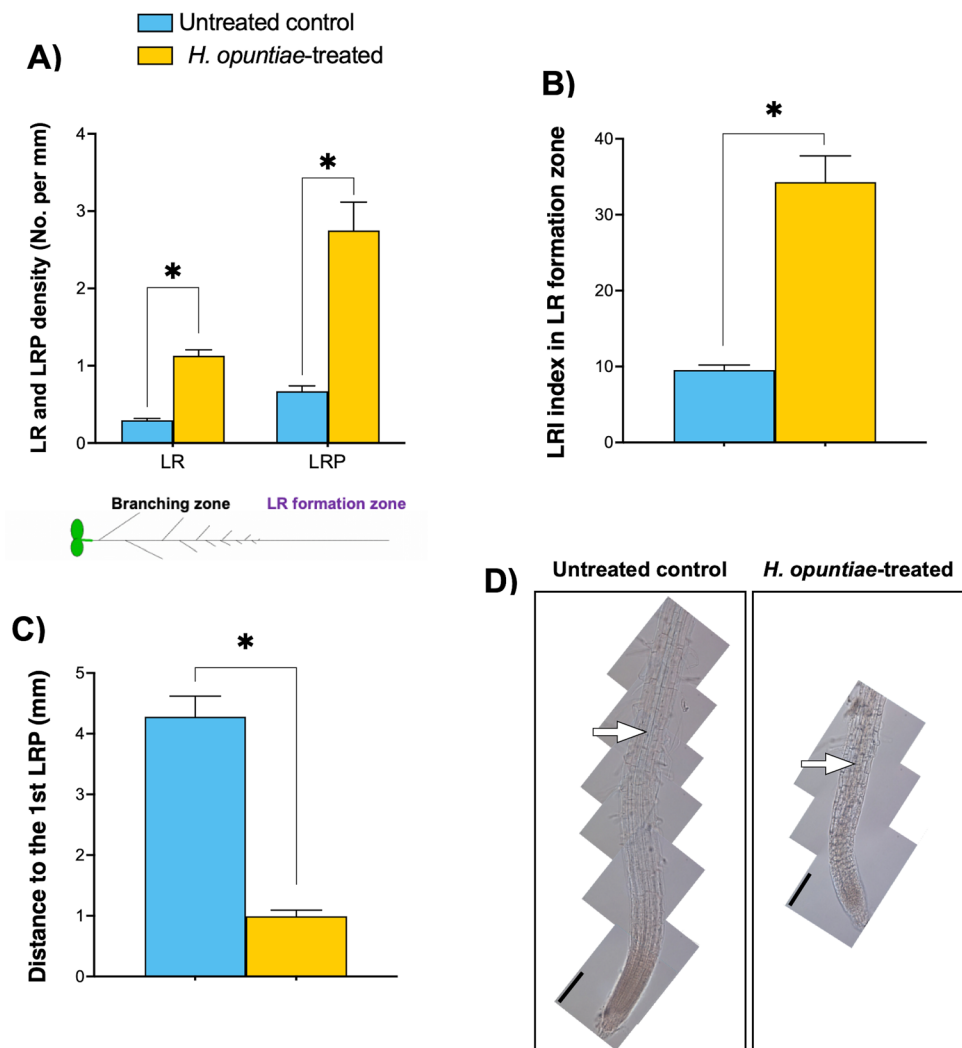 Untreated control
H. opuntiae-treated
A)
LR and LRP density (No. per mm)
4
3
2
1
0
*
*
LR
LRP
Branching zone
LR formation zone
B)
LRI index in LR formation zone
40
30
20
10
0
*
C)
Distance to the 1st LRP (mm)
5
4
3
2
1
0
*
D)
Untreated control
H. opuntiae-treated